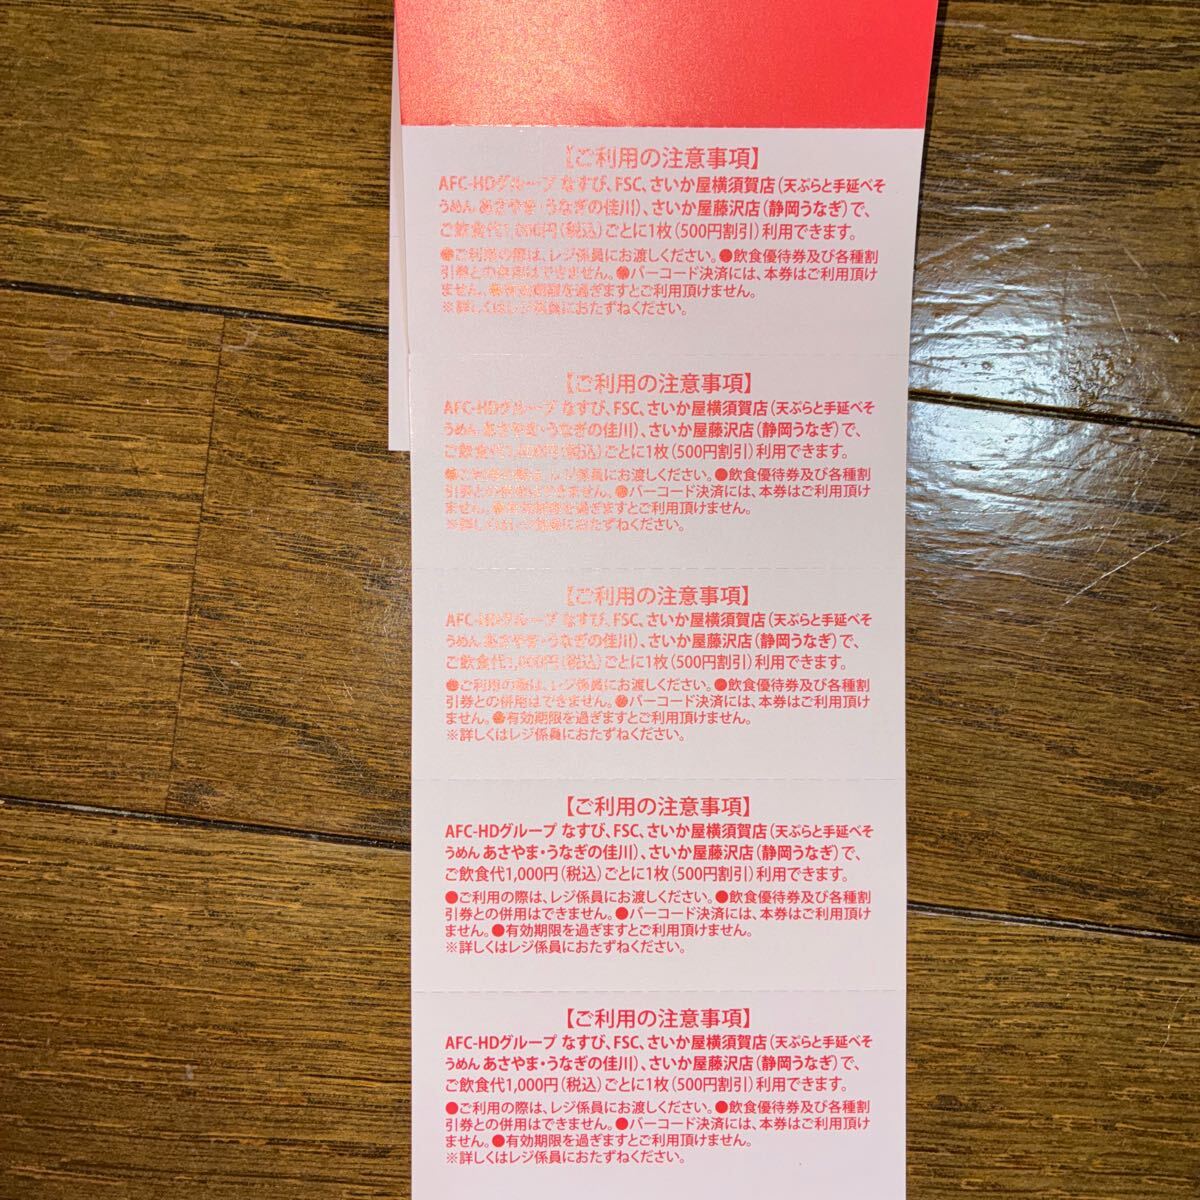 【ご利用の注意事項】
AFC-HDグループ なすび、FSC、さいか屋横須賀店（天ぷらと手延べそ
うめん あさやま・うなぎの佳川）、さいか屋藤沢店（静岡うなぎ）で、
ご飲食代1,000円（税込）ごとに1枚（500円割引）利用できます。
●ご利用の際は、レジ係員にお渡しください。●飲食優待券及び各種割
引券との併用はできません。●バーコード決済には、本券はご利用頂け
ません。●有効期限を過ぎますとご利用頂けません。
※詳しくはレジ係員におたずねください。
【ご利用の注意事項】
AFC-HDグループ なすび、FSC、さいか屋横須賀店（天ぷらと手延べそ
うめん あさやま・うなぎの佳川）、さいか屋藤沢店（静岡うなぎ）で、
ご飲食代1,000円（税込）ごとに1枚（500円割引）利用できます。
●ご利用の際は、レジ係員にお渡しください。●飲食優待券及び各種割
引券との併用はできません。●バーコード決済には、本券はご利用頂け
ません。●有効期限を過ぎますとご利用頂けません。
※詳しくはレジ係員におたずねください。
【ご利用の注意事項】
AFC-HDグループ なすび、FSC、さいか屋横須賀店（天ぷらと手延べそ
うめん あさやま・うなぎの佳川）、さいか屋藤沢店（静岡うなぎ）で、
ご飲食代1,000円（税込）ごとに1枚（500円割引）利用できます。
●ご利用の際は、レジ係員にお渡しください。●飲食優待券及び各種割
引券との併用はできません。●バーコード決済には、本券はご利用頂け
ません。●有効期限を過ぎますとご利用頂けません。
※詳しくはレジ係員におたずねください。
【ご利用の注意事項】
AFC-HDグループ なすび、FSC、さいか屋横須賀店（天ぷらと手延べそ
うめん あさやま・うなぎの佳川）、さいか屋藤沢店（静岡うなぎ）で、
ご飲食代1,000円（税込）ごとに1枚（500円割引）利用できます。
●ご利用の際は、レジ係員にお渡しください。●飲食優待券及び各種割
引券との併用はできません。●バーコード決済には、本券はご利用頂け
ません。●有効期限を過ぎますとご利用頂けません。
※詳しくはレジ係員におたずねください。
【ご利用の注意事項】
AFC-HDグループ なすび、FSC、さいか屋横須賀店（天ぷらと手延べそ
うめん あさやま・うなぎの佳川）、さいか屋藤沢店（静岡うなぎ）で、
ご飲食代1,000円（税込）ごとに1枚（500円割引）利用できます。
●ご利用の際は、レジ係員にお渡しください。●飲食優待券及び各種割
引券との併用はできません。●バーコード決済には、本券はご利用頂け
ません。●有効期限を過ぎますとご利用頂けません。
※詳しくはレジ係員におたずねください。